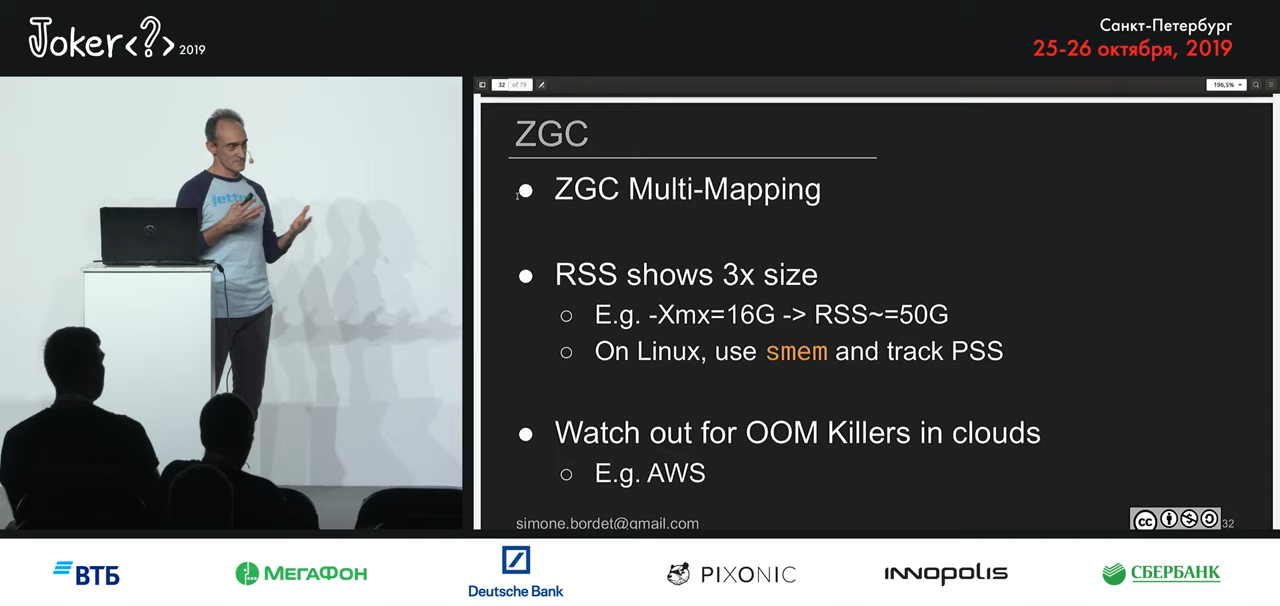 Joker<?> 2019
Санкт-Петербург
25-26 октября, 2019
32 of 79
196,5%
jetty
ZGC
ZGC Multi-Mapping
RSS shows 3x size
E.g. -Xmx=16G -> RSS~=50G
On Linux, use smem and track PSS
Watch out for OOM Killers in clouds
E.g. AWS
simone.bordet@gmail.com
cc
32
ВТБ
МЕГАФОН
Deutsche Bank
PIXONIC
INNOPOLIS
СБЕРБАНК